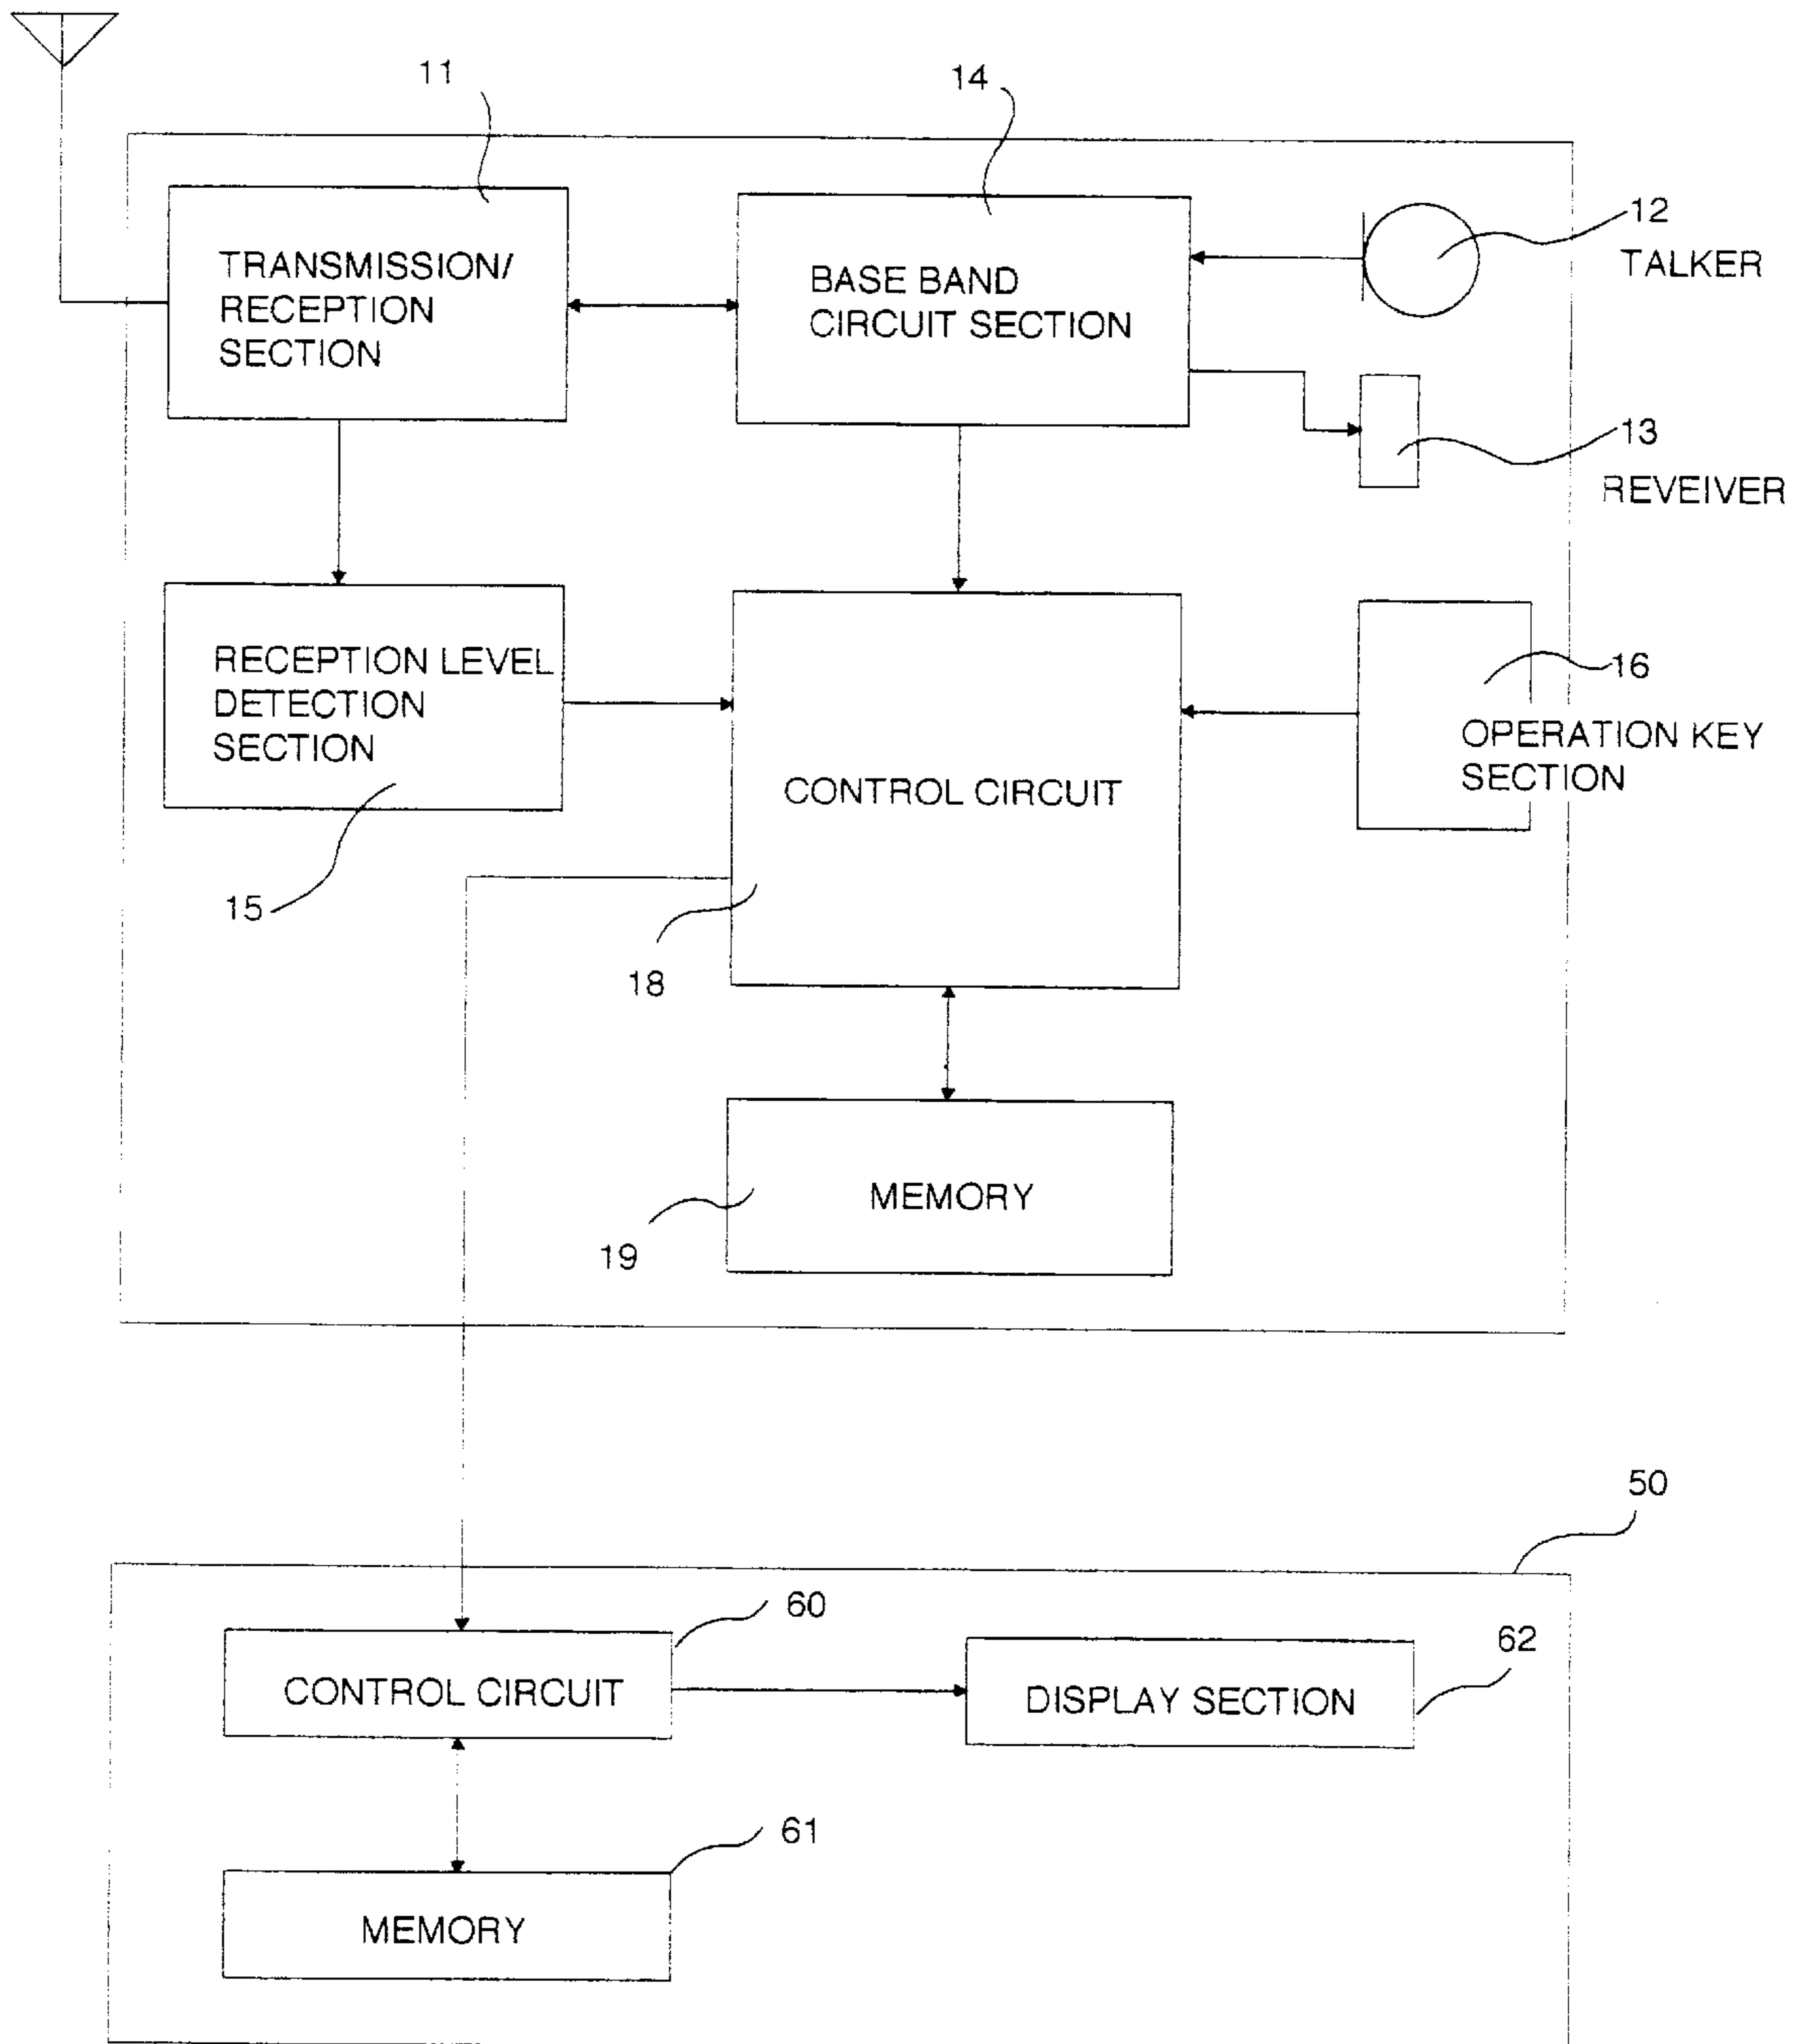 11
14
TRANSMISSION/
RECEPTION
SECTION
BASE BAND
CIRCUIT SECTION
12
TALKER
13
REVEIVER
RECEPTION LEVEL
DETECTION
SECTION
15
CONTROL CIRCUIT
18
16
OPERATION KEY
SECTION
MEMORY
19
50
CONTROL CIRCUIT
60
DISPLAY SECTION
62
MEMORY
61